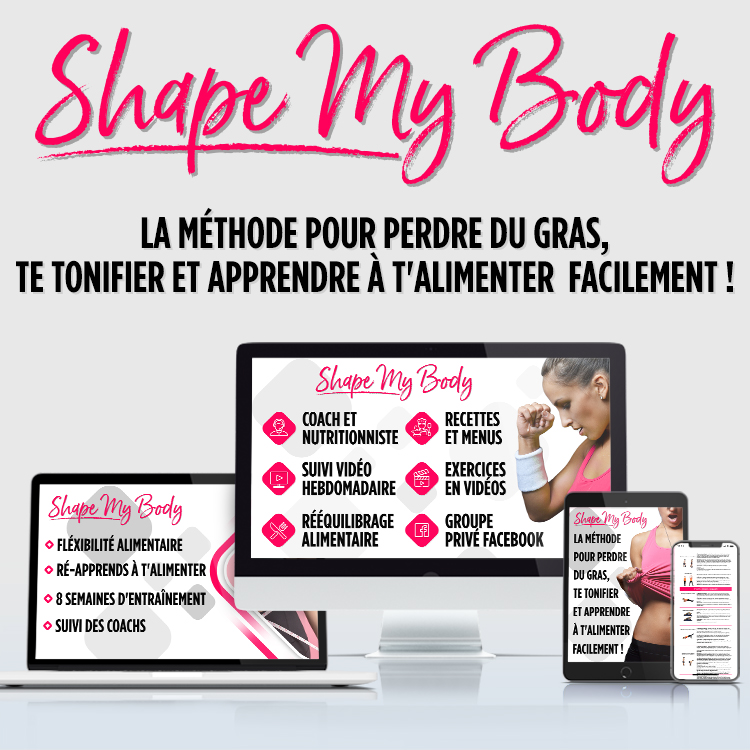 Shape My Body
LA MÉTHODE POUR PERDRE DU GRAS,
TE TONIFIER ET APPRENDRE À T'ALIMENTER FACILEMENT !
Shape My Body
COACH ET
NUTRITIONNISTE
RECETTES
ET MENUS
SUIVI VIDÉO
HEBDOMADAIRE
EXERCICES
EN VIDÉOS
RÉÉQUILIBRAGE
ALIMENTAIRE
GROUPE
PRIVÉ FACEBOOK
Shape My Body
FLÉXIBILITÉ ALIMENTAIRE
RÉ-APPRENDS À T'ALIMENTER
8 SEMAINES D'ENTRAÎNEMENT
SUIVI DES COACHS
Shape My Body
LA MÉTHODE
POUR PERDRE
DU GRAS,
TE TONIFIER
ET APPRENDRE
À T'ALIMENTER
FACILEMENT !